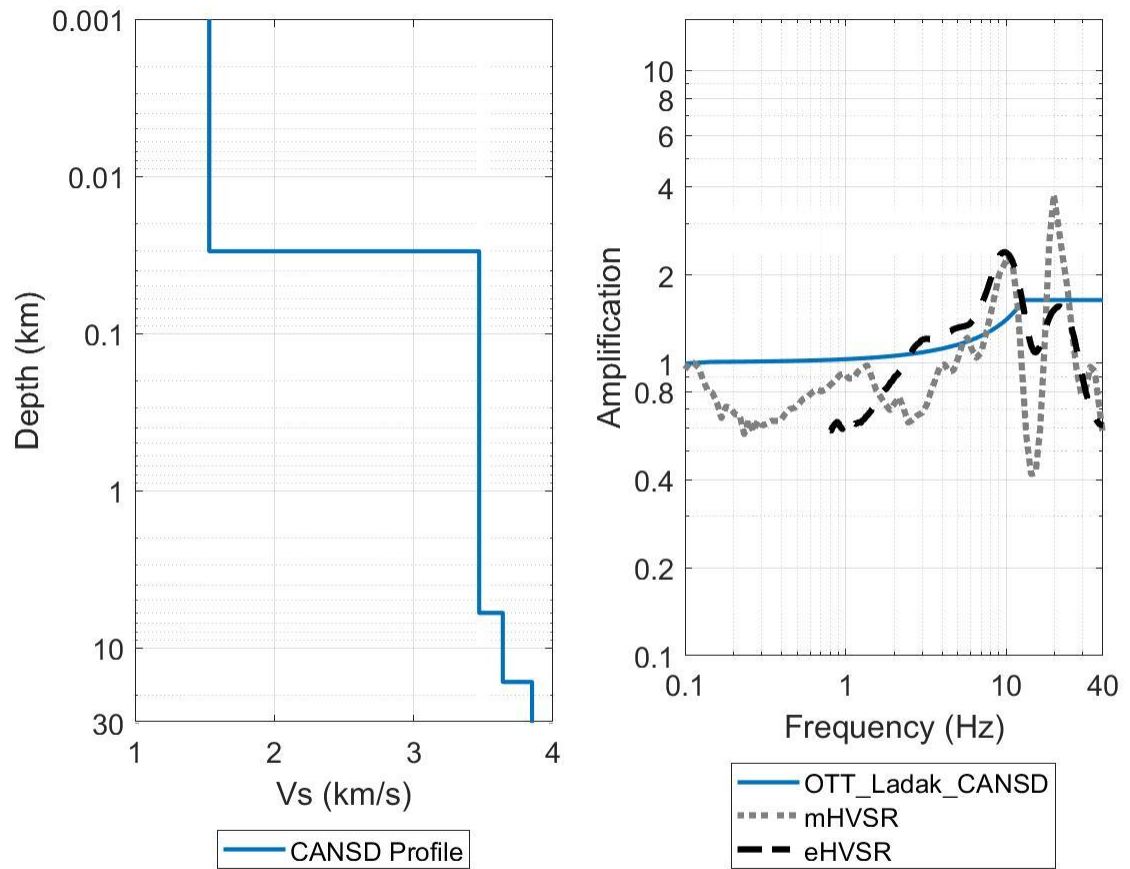 0.001
0.01
0.1
1
10
30
Depth (km)
1 2 3 4
Vs (km/s)
CANSD Profile
10
8
6
4
2
1
0.8
0.6
0.4
0.2
0.1
Amplification
0.1 1 10 40
Frequency (Hz)
OTT_Ladak_CANSD
mHVSR
eHVSR